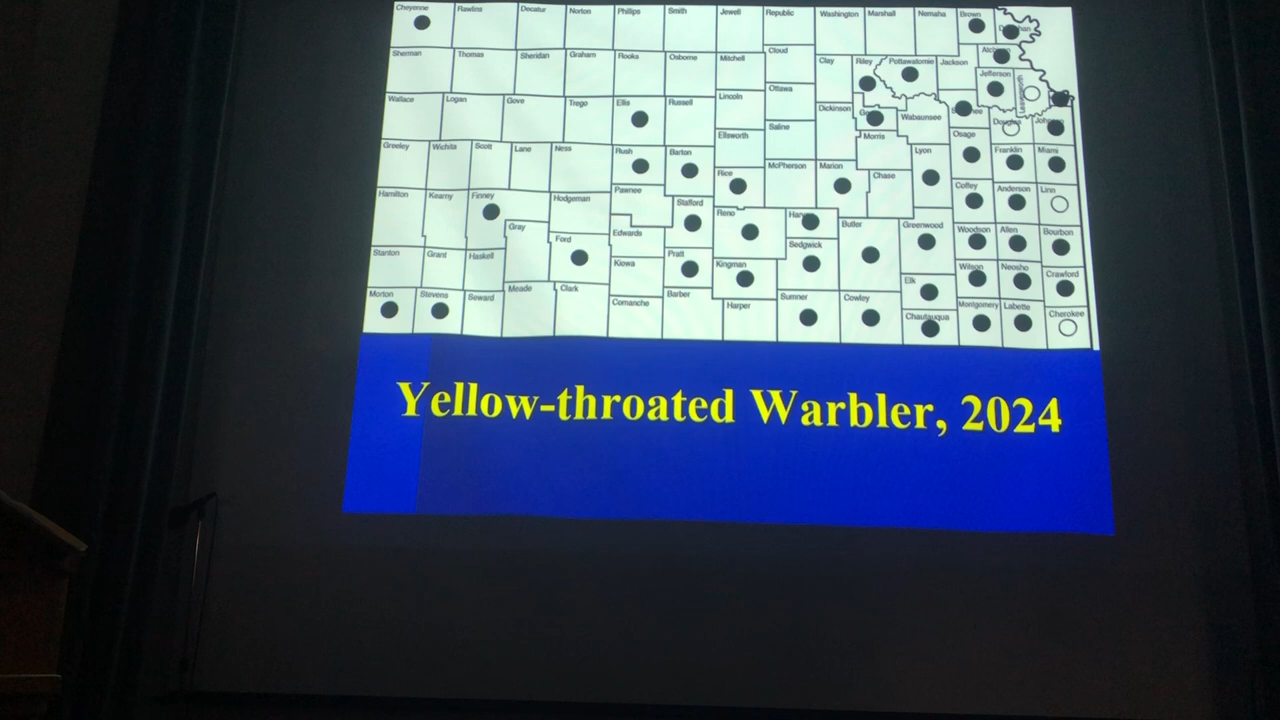 Cheyenne Rawlins Decatur Norton Phillips Smith Jewell Republic Washington Marshall Nemaha Brown
Sherman Thomas Sheridan Graham Rooks Osborne Mitchell Cloud Clay Riley Pottawatomie Jackson Atchison
Jefferson Leavenworth
Wallace Logan Gove Trego Ellis Russell Lincoln Ottawa Dickinson Wabaunsee Douglas Johnson
Ellsworth Saline Morris Osage
Greeley Wichita Scott Lane Ness Rush Barton Rice McPherson Marion Chase Lyon Franklin Miami
Hamilton Kearny Finney Hodgeman Pawnee Stafford Reno Harvey Butler Greenwood Coffey Anderson Linn
Gray Ford Edwards Sedgwick Woodson Allen Bourbon
Stanton Grant Haskell Kiowa Pratt Kingman Elk Wilson Neosho Crawford
Morton Stevens Seward Meade Clark Comanche Barber Harper Sumner Cowley Chautauqua Montgomery Labette Cherokee
Yellow-throated Warbler, 2024